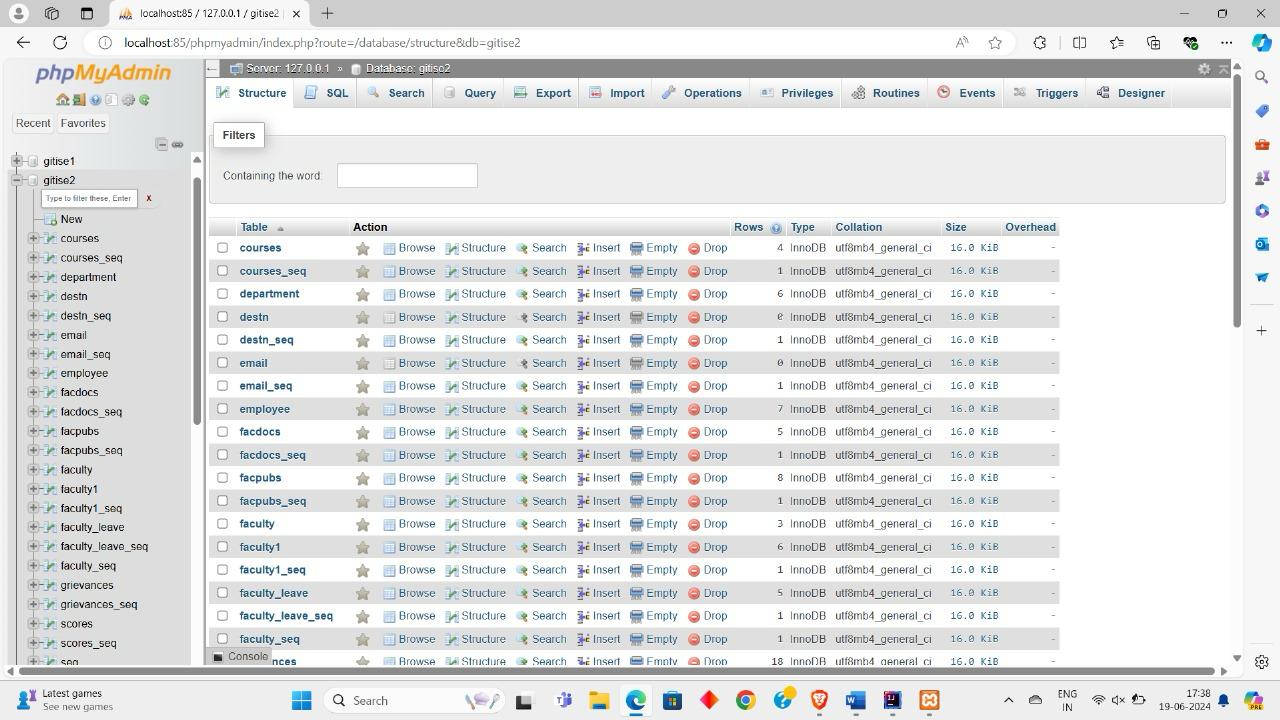 localhost:85 / 127.0.0.1 / gitise2 |
localhost:85/phpmyadmin/index.php?route=/database/structure&db=gitise2
phpMyAdmin
Recent Favorites
gitise1
gitise2
Type to filter these, Enter X
New
courses
courses_seq
department
destn
destn_seq
email
email_seq
employee
facdocs
facdocs_seq
facpubs
facpubs_seq
faculty
faculty1
faculty1_seq
faculty_leave
faculty_leave_seq
faculty_seq
grievances
grievances_seq
scores
scores_seq
seq
Server: 127.0.0.1 » Database: gitise2
Structure SQL Search Query Export Import Operations Privileges Routines Events Triggers Designer
Filters
Containing the word:
Table Action Rows Type Collation Size Overhead
courses Browse Structure Search Insert Empty Drop 4 InnoDB utf8mb4_general_ci 16.0 KiB -
courses_seq Browse Structure Search Insert Empty Drop 1 InnoDB utf8mb4_general_ci 16.0 KiB -
department Browse Structure Search Insert Empty Drop 6 InnoDB utf8mb4_general_ci 16.0 KiB -
destn Browse Structure Search Insert Empty Drop 0 InnoDB utf8mb4_general_ci 16.0 KiB -
destn_seq Browse Structure Search Insert Empty Drop 1 InnoDB utf8mb4_general_ci 16.0 KiB -
email Browse Structure Search Insert Empty Drop 0 InnoDB utf8mb4_general_ci 16.0 KiB -
email_seq Browse Structure Search Insert Empty Drop 1 InnoDB utf8mb4_general_ci 16.0 KiB -
employee Browse Structure Search Insert Empty Drop 7 InnoDB utf8mb4_general_ci 16.0 KiB -
facdocs Browse Structure Search Insert Empty Drop 5 InnoDB utf8mb4_general_ci 16.0 KiB -
facdocs_seq Browse Structure Search Insert Empty Drop 1 InnoDB utf8mb4_general_ci 16.0 KiB -
facpubs Browse Structure Search Insert Empty Drop 8 InnoDB utf8mb4_general_ci 16.0 KiB -
facpubs_seq Browse Structure Search Insert Empty Drop 1 InnoDB utf8mb4_general_ci 16.0 KiB -
faculty Browse Structure Search Insert Empty Drop 3 InnoDB utf8mb4_general_ci 16.0 KiB -
faculty1 Browse Structure Search Insert Empty Drop 6 InnoDB utf8mb4_general_ci 16.0 KiB -
faculty1_seq Browse Structure Search Insert Empty Drop 1 InnoDB utf8mb4_general_ci 16.0 KiB -
faculty_leave Browse Structure Search Insert Empty Drop 5 InnoDB utf8mb4_general_ci 16.0 KiB -
faculty_leave_seq Browse Structure Search Insert Empty Drop 1 InnoDB utf8mb4_general_ci 16.0 KiB -
faculty_seq Browse Structure Search Insert Empty Drop 1 InnoDB utf8mb4_general_ci 16.0 KiB -
nces Browse Structure Search Insert Empty Drop 18 InnoDB utf8mb4_general_ci 16.0 KiB -
Console
Latest games
See new games
Search
ENG
IN
17:38
19-06-2024